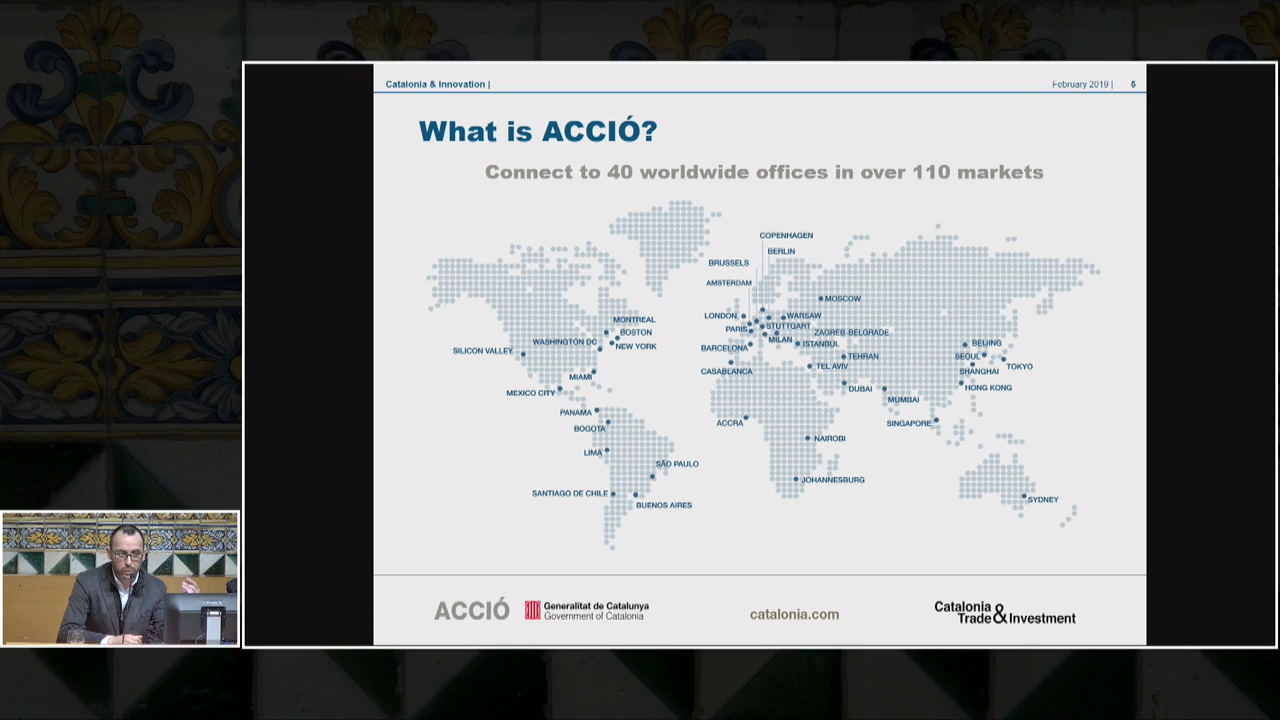 Catalonia & Innovation |
February 2019 | 5
What is ACCIÓ?
Connect to 40 worldwide offices in over 110 markets
COPENHAGEN
BERLIN
BRUSSELS
AMSTERDAM
MOSCOW
LONDON
WARSAW
MONTREAL
PARIS
STUTTGART
BOSTON
ZAGREB-BELGRADE
WASHINGTON DC
MILAN
ISTANBUL
BEIJING
NEW YORK
BARCELONA
SILICON VALLEY
TEHRAN
SEOUL
TEL AVIV
TOKYO
CASABLANCA
SHANGHAI
MIAMI
DUBAI
HONG KONG
MEXICO CITY
MUMBAI
PANAMA
ACCRA
SINGAPORE
BOGOTA
NAIROBI
LIMA
SÃO PAULO
JOHANNESBURG
SANTIAGO DE CHILE
SYDNEY
BUENOS AIRES
ACCIÓ
Generalitat de Catalunya
Government of Catalonia
catalonia.com
Catalonia
Trade & Investment